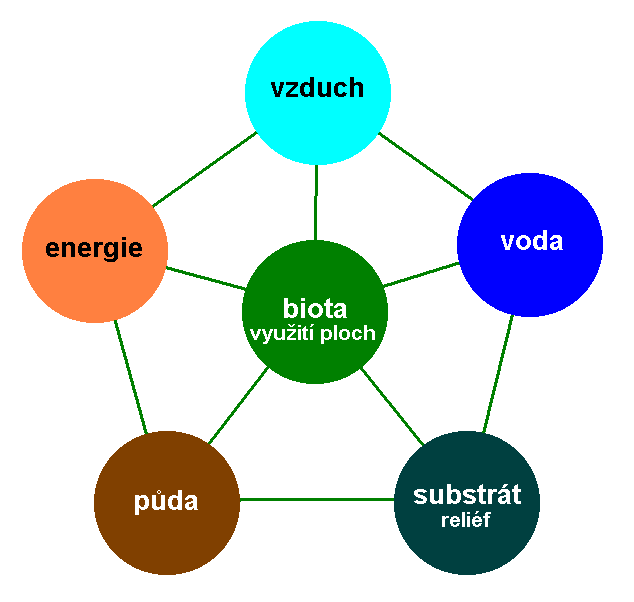 vzduch
energie
voda
biota
využití ploch
půda
substrát
reliéf